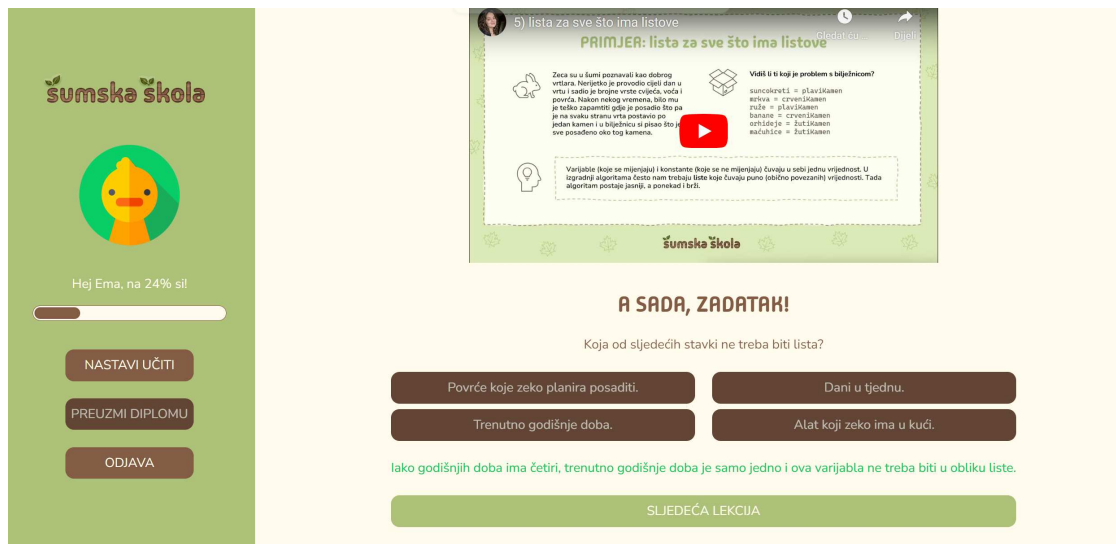 šumska škola
Hej Ema, na 24% si!
NASTAVI UČITI
PREUZMI DIPLOMU
ODJAVA
5) lista za sve što ima listove
Gledat ću ...
Dijeli
PRIMJER: lista za sve što ima listove
Zeca su u šumi poznavali kao dobrog
vrtlara. Nerijetko je provodio cijeli dan u
vrtu i sadio je brojne vrste cvijeća, voća i
povrća. Nakon nekog vremena, bilo mu
je teško zapamtiti gdje je posadio što pa
je na svaku stranu vrta postavio po
jedan kamen i u bilježnicu si pisao što je
sve posađeno oko tog kamena.
Vidiš li ti koji je problem s bilježnicom?
suncokreti = plaviKamen
mrkva = crveniKamen
ruže = plaviKamen
banane = crveniKamen
orhideje = žutiKamen
maćuhice = žutiKamen
Varijable (koje se mijenjaju) i konstante (koje se ne mijenjaju) čuvaju u sebi jednu vrijednost. U
izgradnji algoritama često nam trebaju liste koje čuvaju puno (obično povezanih) vrijednosti. Tada
algoritam postaje jasniji, a ponekad i brži.
šumska škola
A SADA, ZADATAK!
Koja od sljedećih stavki ne treba biti lista?
Povrće koje zeko planira posaditi.
Dani u tjednu.
Trenutno godišnje doba.
Alat koji zeko ima u kući.
Iako godišnjih doba ima četiri, trenutno godišnje doba je samo jedno i ova varijabla ne treba biti u obliku liste.
SLJEDEĆA LEKCIJA